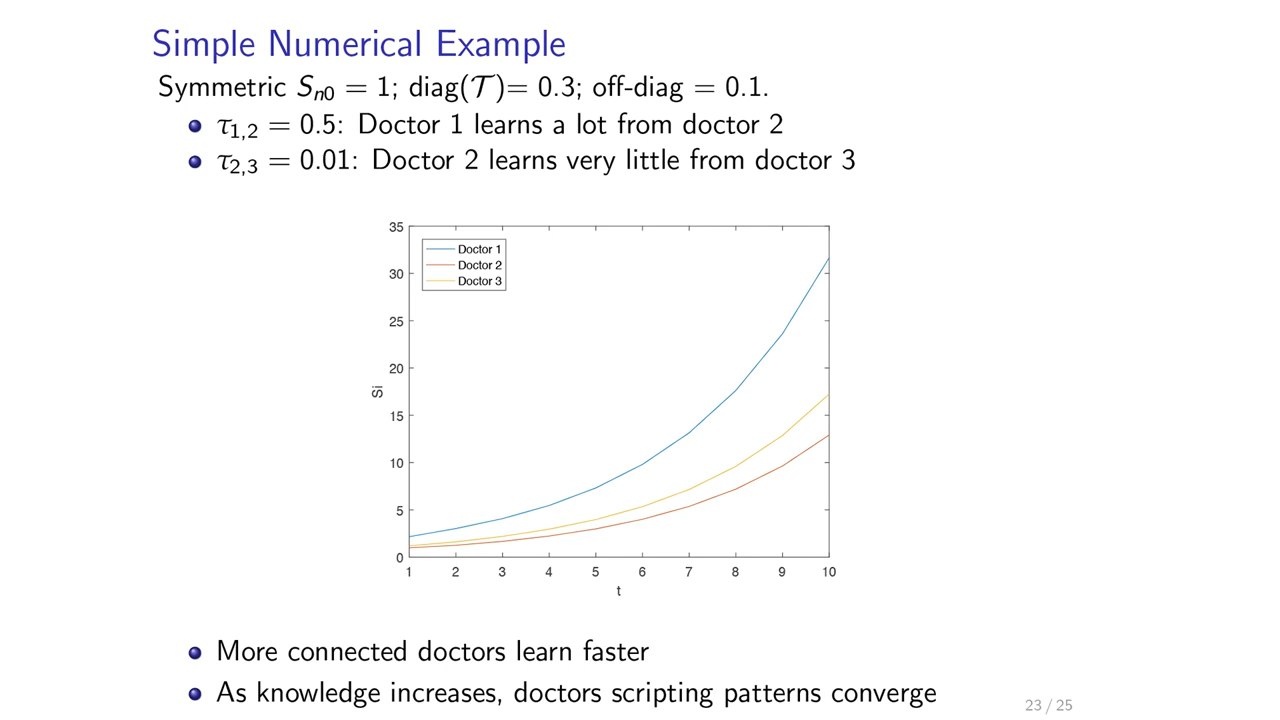 Simple Numerical Example
Symmetric Sₙ₀ = 1; diag(𝒯)= 0.3; off-diag = 0.1.
τ₁,₂ = 0.5: Doctor 1 learns a lot from doctor 2
τ₂,₃ = 0.01: Doctor 2 learns very little from doctor 3
35
30
25
20
15
10
5
0
Si
Doctor 1
Doctor 2
Doctor 3
1 2 3 4 5 6 7 8 9 10
t
More connected doctors learn faster
As knowledge increases, doctors scripting patterns converge
23 / 25